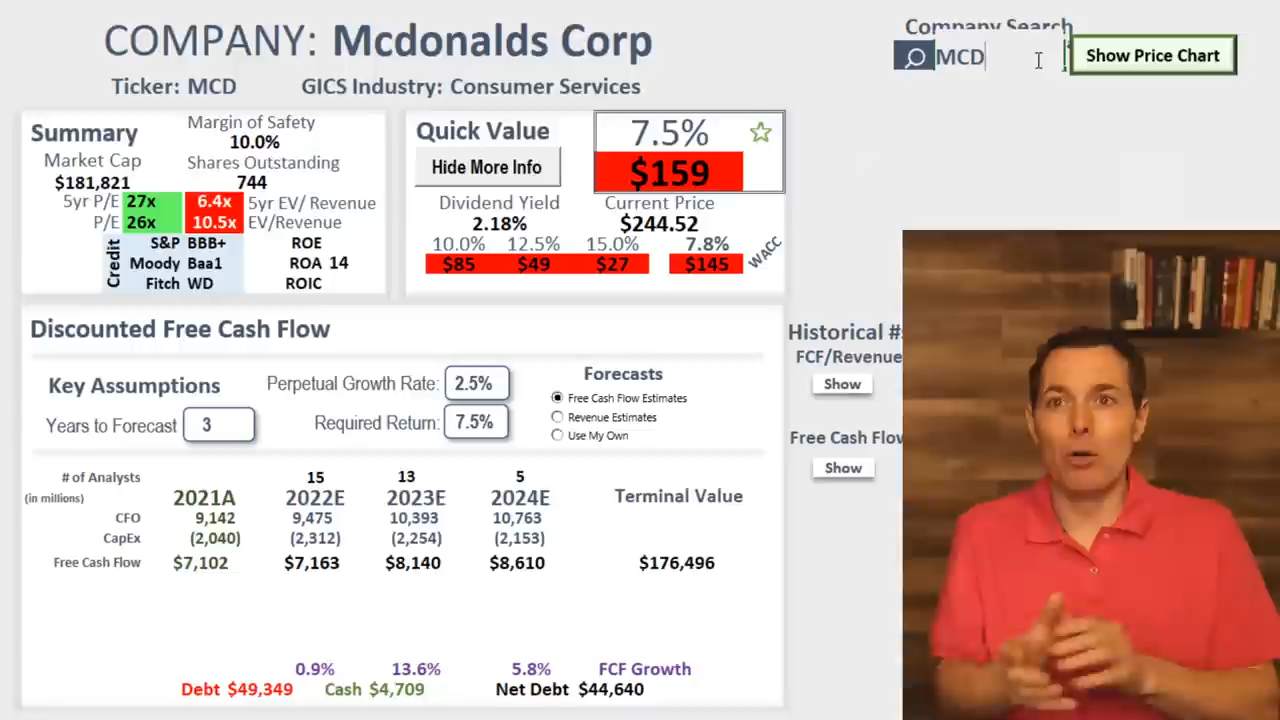 COMPANY: Mcdonalds Corp
Ticker: MCD GICS Industry: Consumer Services
Company Search
MCD
Show Price Chart
Summary
Margin of Safety
10.0%
Market Cap Shares Outstanding
$181,821 744
5yr P/E 27x 6.4x 5yr EV/ Revenue
P/E 26x 10.5x EV/Revenue
Credit
S&P BBB+ ROE
Moody Baa1 ROA 14
Fitch WD ROIC
Quick Value 7.5%
Hide More Info $159
Dividend Yield Current Price
2.18% $244.52
10.0% 12.5% 15.0% 7.8%
$85 $49 $27 $145 WACC
Discounted Free Cash Flow
Key Assumptions
Perpetual Growth Rate: 2.5%
Years to Forecast 3
Required Return: 7.5%
Forecasts
Free Cash Flow Estimates
Revenue Estimates
Use My Own
# of Analysts 15 13 5
(in millions) 2021A 2022E 2023E 2024E Terminal Value
CFO 9,142 9,475 10,393 10,763
CapEx (2,040) (2,312) (2,254) (2,153)
Free Cash Flow $7,102 $7,163 $8,140 $8,610 $176,496
0.9% 13.6% 5.8% FCF Growth
Debt $49,349 Cash $4,709 Net Debt $44,640
Historical #
FCF/Revenue
Show
Free Cash Flow
Show